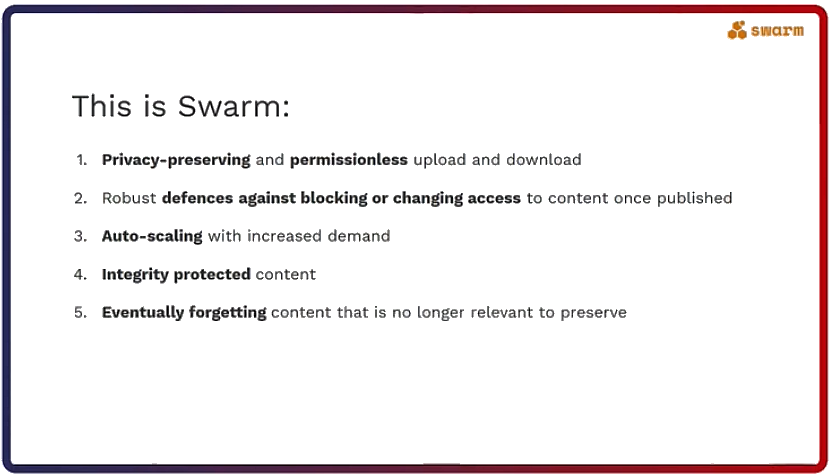 swarm
This is Swarm:
1. Privacy-preserving and permissionless upload and download
2. Robust defences against blocking or changing access to content once published
3. Auto-scaling with increased demand
4. Integrity protected content
5. Eventually forgetting content that is no longer relevant to preserve